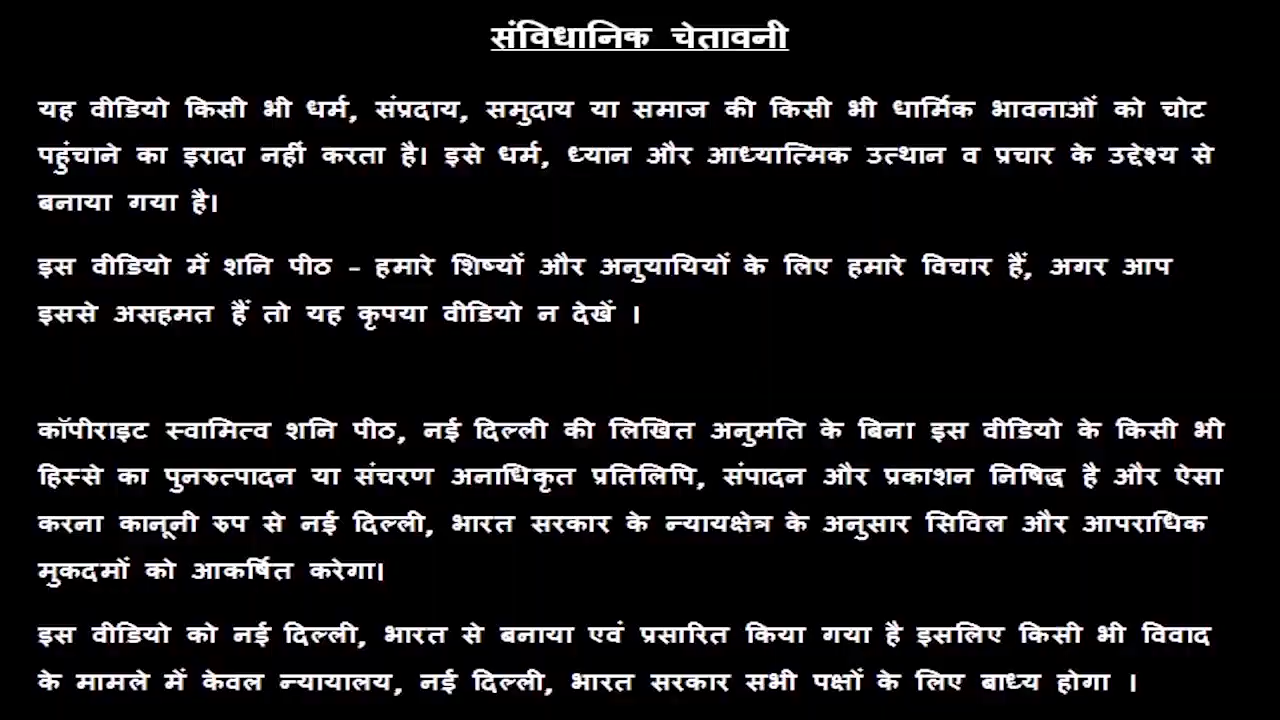 संविधानिक चेतावनी
यह वीडियो किसी भी धर्म, संप्रदाय, समुदाय या समाज की किसी भी धार्मिक भावनाओं को चोट
पहुंचाने का इरादा नहीं करता है। इसे धर्म, ध्यान और आध्यात्मिक उत्थान व प्रचार के उद्देश्य से
बनाया गया है।
इस वीडियो में शनि पीठ – हमारे शिष्यों और अनुयायियों के लिए हमारे विचार हैं, अगर आप
इससे असहमत हैं तो यह कृपया वीडियो न देखें ।
कॉपीराइट स्वामित्व शनि पीठ, नई दिल्ली की लिखित अनुमति के बिना इस वीडियो के किसी भी
हिस्से का पुनरुत्पादन या संचरण अनाधिकृत प्रतिलिपि, संपादन और प्रकाशन निषिद्ध है और ऐसा
करना कानूनी रुप से नई दिल्ली, भारत सरकार के न्यायक्षेत्र के अनुसार सिविल और आपराधिक
मुकदमों को आकर्षित करेगा।
इस वीडियो को नई दिल्ली, भारत से बनाया एवं प्रसारित किया गया है इसलिए किसी भी विवाद
के मामले में केवल न्यायालय, नई दिल्ली, भारत सरकार सभी पक्षों के लिए बाध्य होगा ।